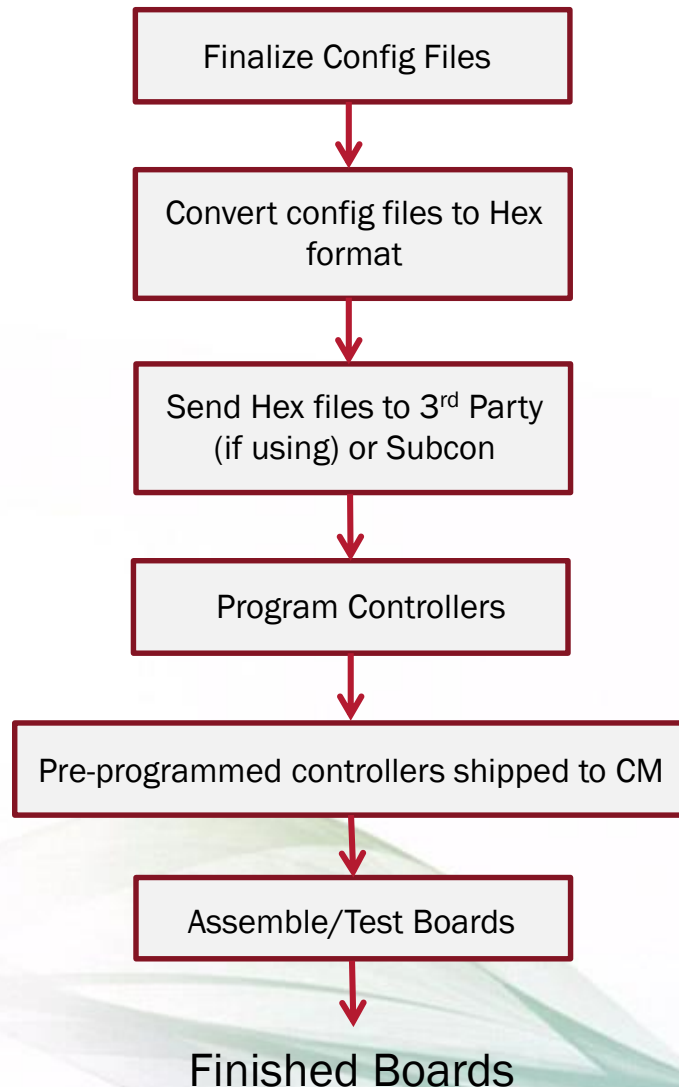 Finalize Config Files
Convert config files to Hex
format
Send Hex files to 3rd Party
(if using) or Subcon
Program Controllers
Pre-programmed controllers shipped to CM
Assemble/Test Boards
Finished Boards